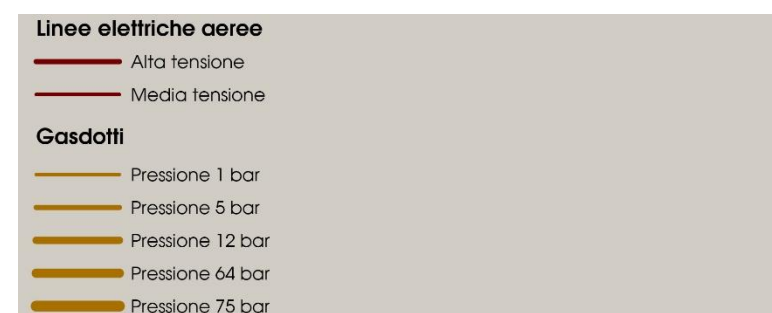 Linee elettriche aeree
Alta tensione
Media tensione
Gasdotti
Pressione 1 bar
Pressione 5 bar
Pressione 12 bar
Pressione 64 bar
Pressione 75 bar